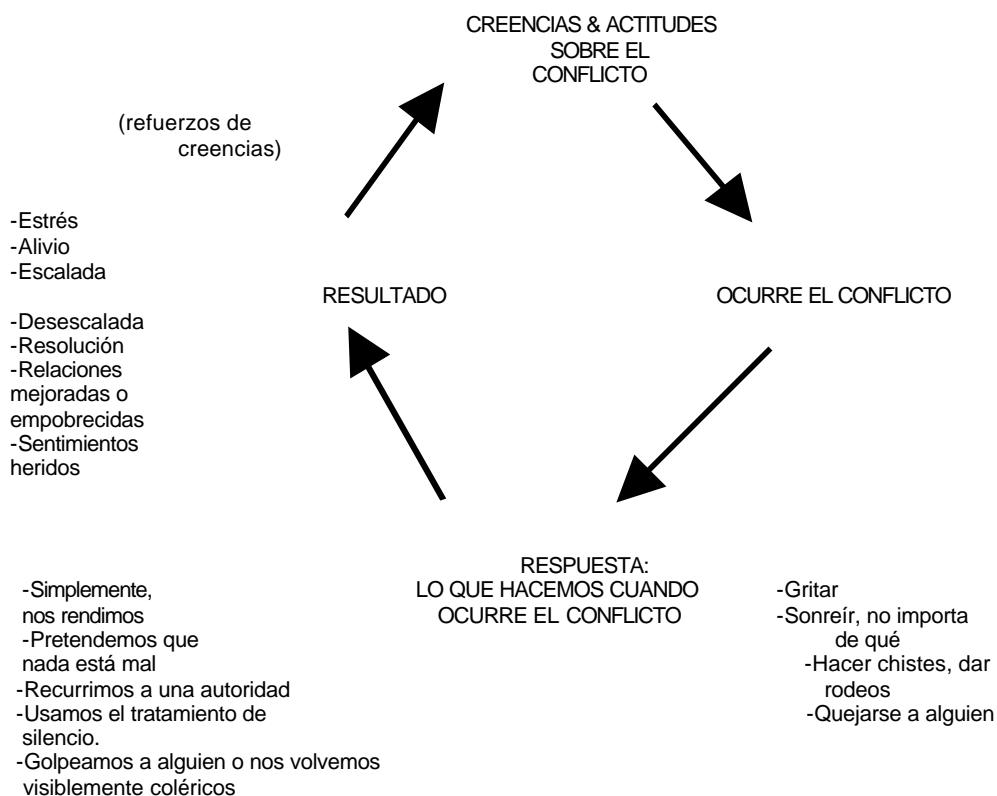 CREENCIAS & ACTITUDES
SOBRE EL
CONFLICTO
(refuerzos de
creencias)
-Estrés
-Alivio
-Escalada
-Desescalada
-Resolución
-Relaciones
mejoradas o
empobrecidas
-Sentimientos
heridos
RESULTADO
OCURRE EL CONFLICTO
RESPUESTA:
LO QUE HACEMOS CUANDO
OCURRE EL CONFLICTO
-Simplemente,
nos rendimos
-Pretendemos que
nada está mal
-Recurrimos a una autoridad
-Usamos el tratamiento de
silencio.
-Golpeamos a alguien o nos volvemos
visiblemente coléricos
-Gritar
-Sonreír, no importa
de qué
-Hacer chistes, dar
rodeos
-Quejarse a alguien